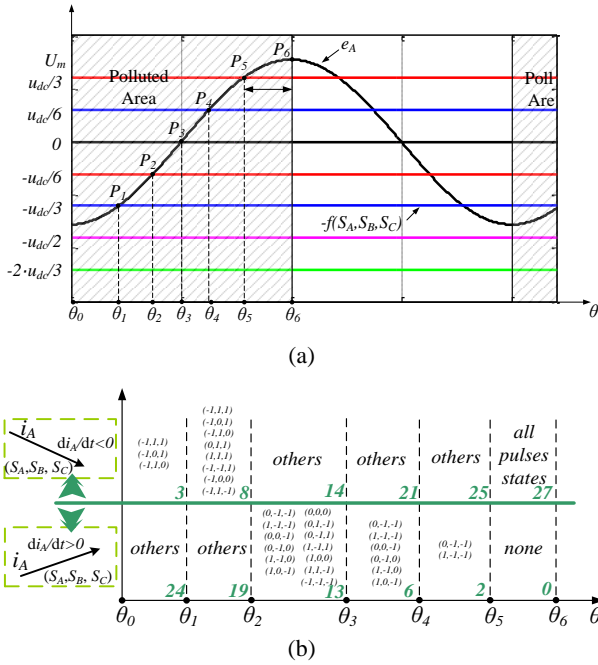 U_m
u_dc/3
u_dc/6
0
-u_dc/6
-u_dc/3
-u_dc/2
-2·u_dc/3
Polluted
Area
P_1
P_2
P_3
P_4
P_5
P_6
e_A
Poll
Are
-f(S_A,S_B,S_C)
θ_0
θ_1
θ_2
θ_3
θ_4
θ_5
θ_6
θ
(a)
i_A
di_A/dt<0
(S_A,S_B,S_C)
(-1,1,1)
(-1,0,1)
(-1,1,0)
3
(-1,1,1)
(-1,0,1)
(-1,1,0)
(0,1,1)
(1,1,1)
(-1,-1,1)
(-1,0,0)
(-1,1,-1)
8
others
14
others
21
others
25
all
pulses
states
27
di_A/dt>0
i_A
(S_A,S_B,S_C)
others
24
others
19
(0,-1,-1)
(1,-1,-1)
(0,0,-1)
(0,-1,0)
(1,-1,0)
(1,0,-1)
(0,0,0)
(0,1,-1)
(0,-1,1)
(1,-1,1)
(1,0,0)
(1,1,-1)
(-1,-1,-1)
13
(0,-1,-1)
(1,-1,-1)
(0,0,-1)
(0,-1,0)
(1,-1,0)
(1,0,-1)
6
(0,-1,-1)
(1,-1,-1)
2
none
0
θ_0
θ_1
θ_2
θ_3
θ_4
θ_5
θ_6
θ
(b)